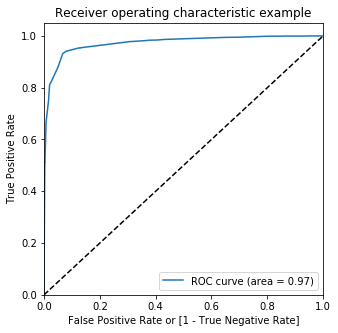 Receiver operating characteristic example
True Positive Rate
1.0
0.8
0.6
0.4
0.2
0.0
ROC curve (area = 0.97)
0.0 0.2 0.4 0.6 0.8 1.0
False Positive Rate or [1 - True Negative Rate]